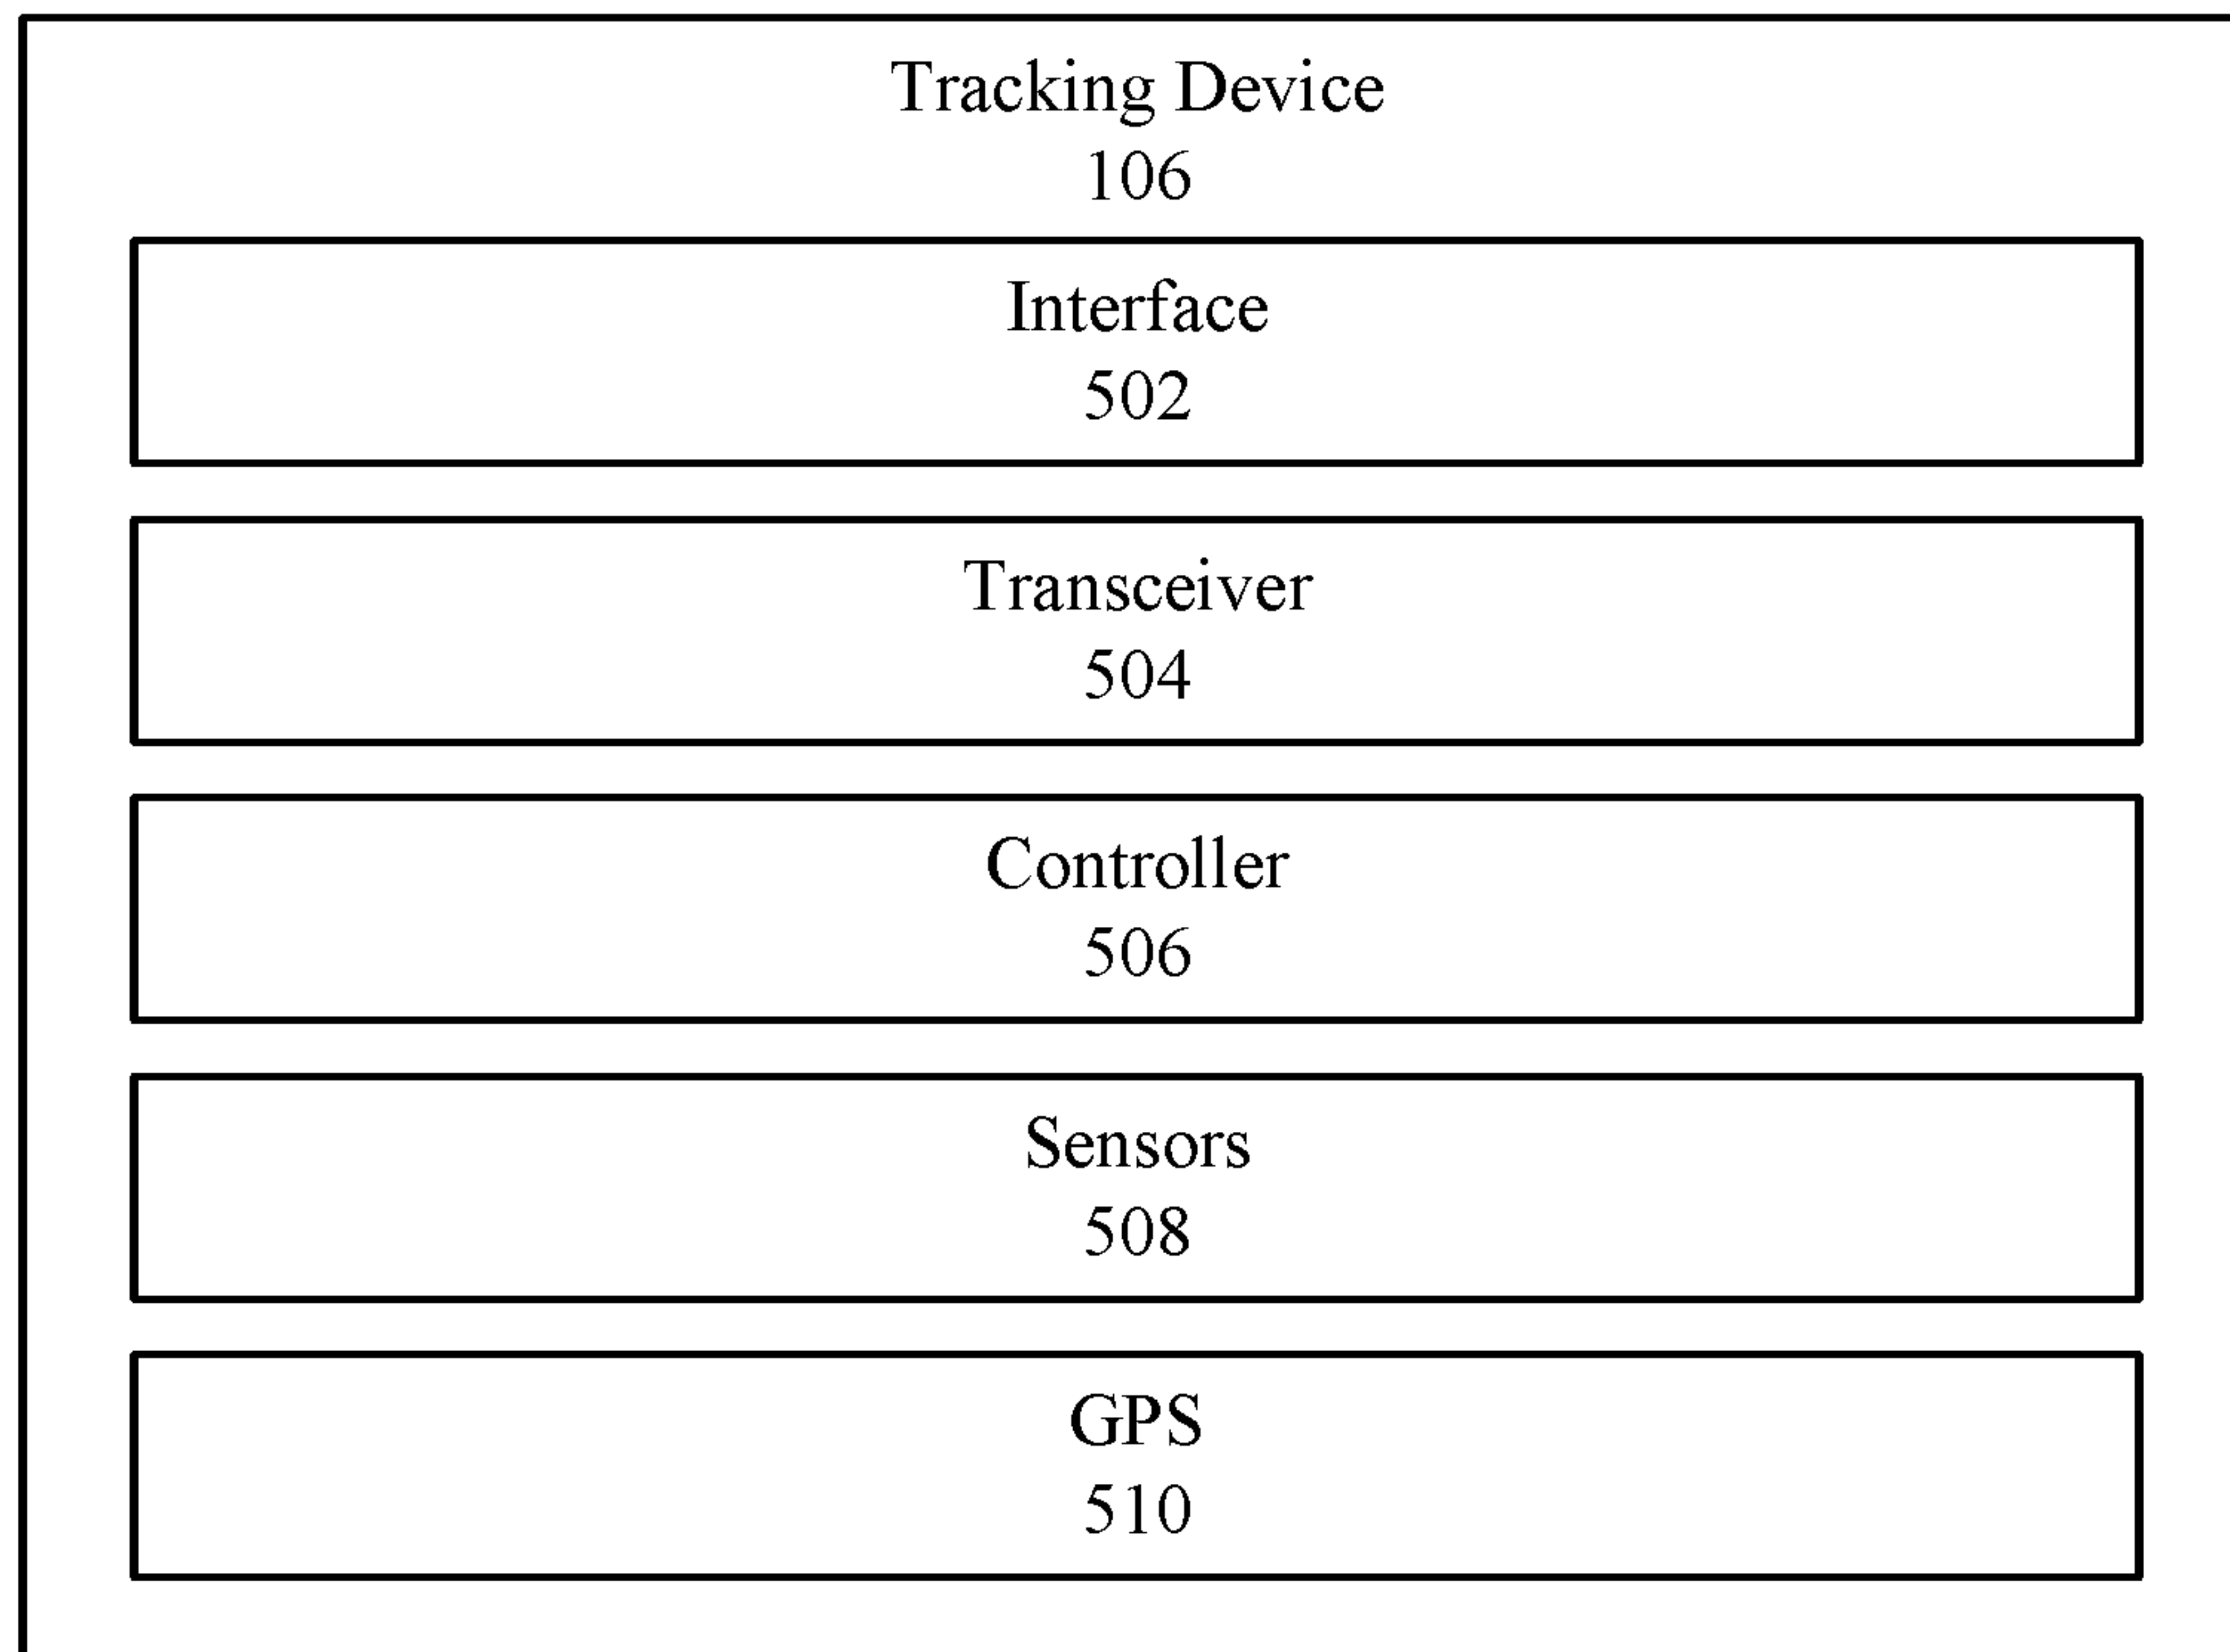 Tracking Device
106
Interface
502
Transceiver
504
Controller
506
Sensors
508
GPS
510